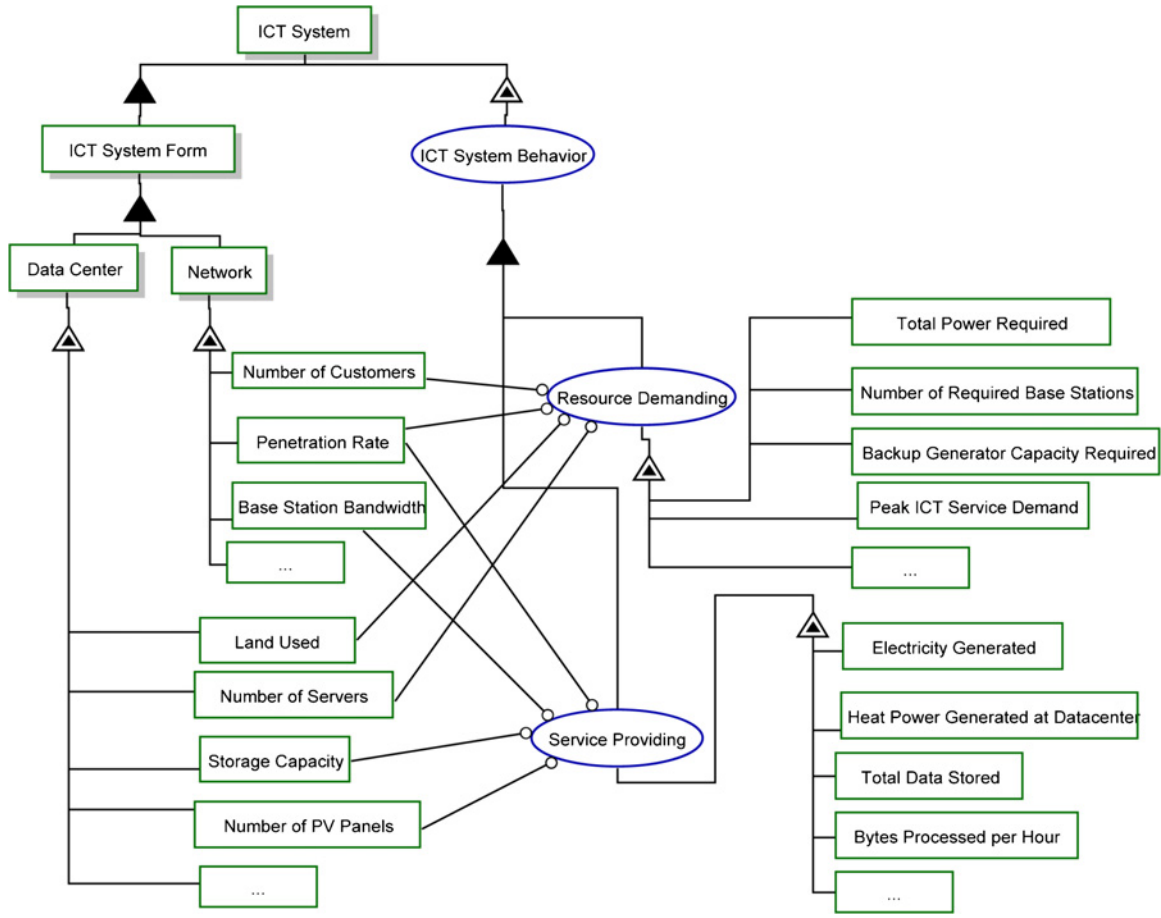 ICT System
ICT System Form
ICT System Behavior
Data Center
Network
Total Power Required
Number of Customers
Resource Demanding
Number of Required Base Stations
Penetration Rate
Backup Generator Capacity Required
Base Station Bandwidth
Peak ICT Service Demand
...
...
Land Used
Electricity Generated
Number of Servers
Heat Power Generated at Datacenter
Service Providing
Storage Capacity
Total Data Stored
Number of PV Panels
Bytes Processed per Hour
...
...